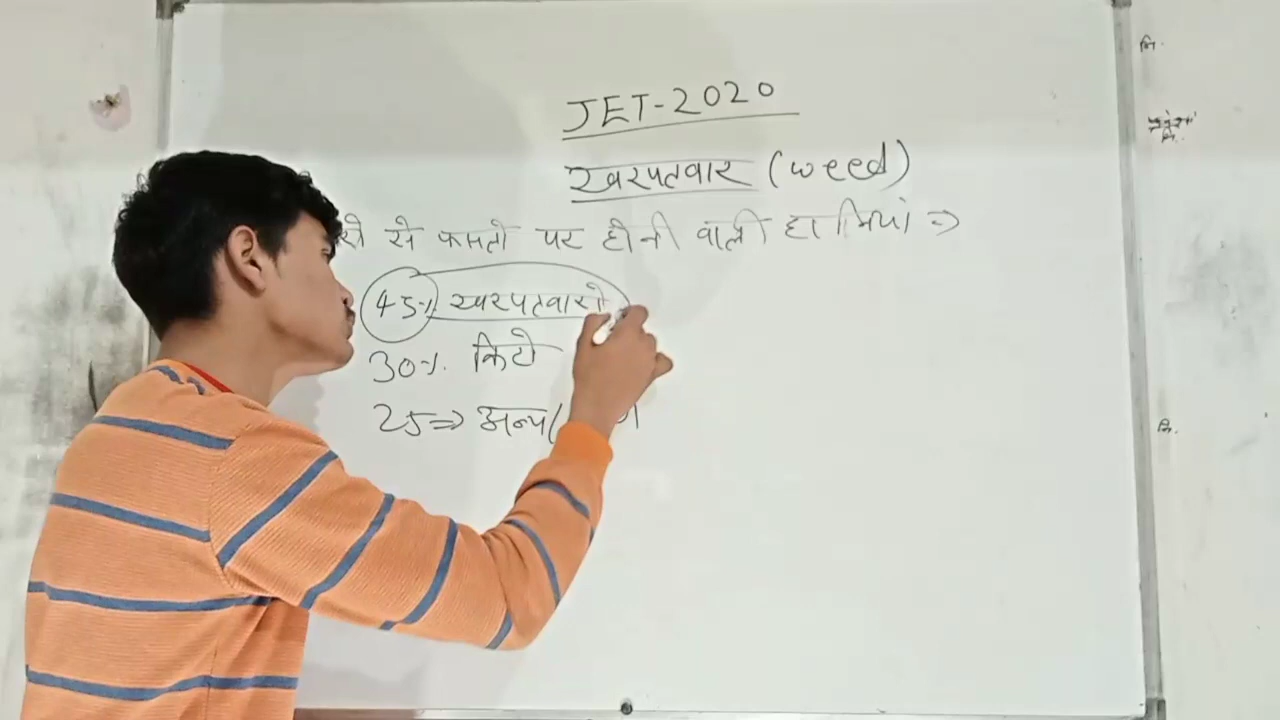 JET-2020
खरपतवार (weed)
से फसलो पर होनी वाली हानियां ⇒
45% खरपतवारो
30% किटो
25 ⇒ अन्य (
नि.
नि.